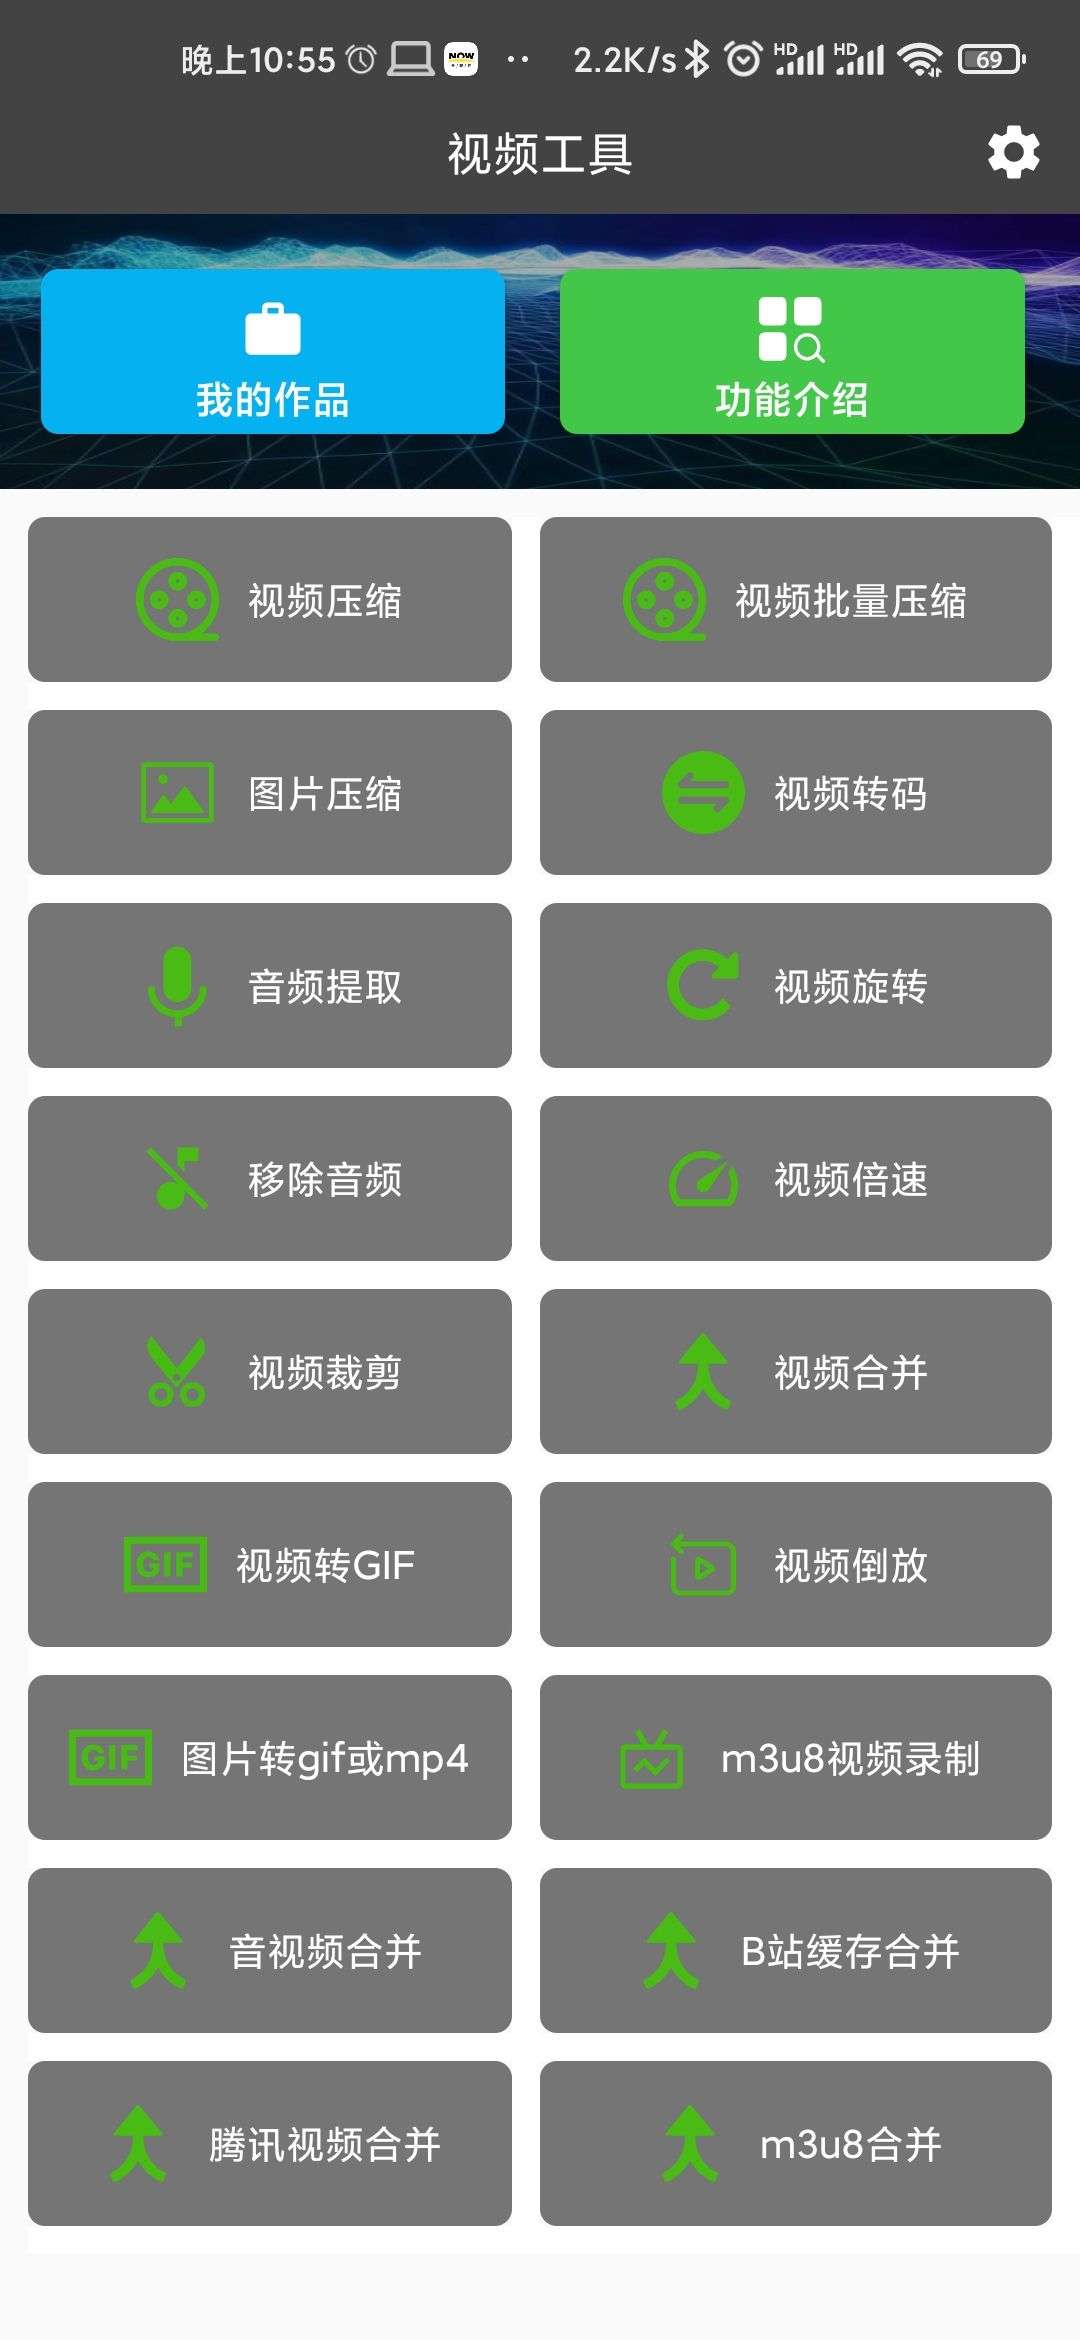 晚上10:55 NOW 2.2K/s HD HD 69
视频工具
我的作品
功能介绍
视频压缩
视频批量压缩
图片压缩
视频转码
音频提取
视频旋转
移除音频
视频倍速
视频裁剪
视频合并
GIF 视频转GIF
视频倒放
GIF 图片转gif或mp4
m3u8视频录制
音视频合并
B站缓存合并
腾讯视频合并
m3u8合并